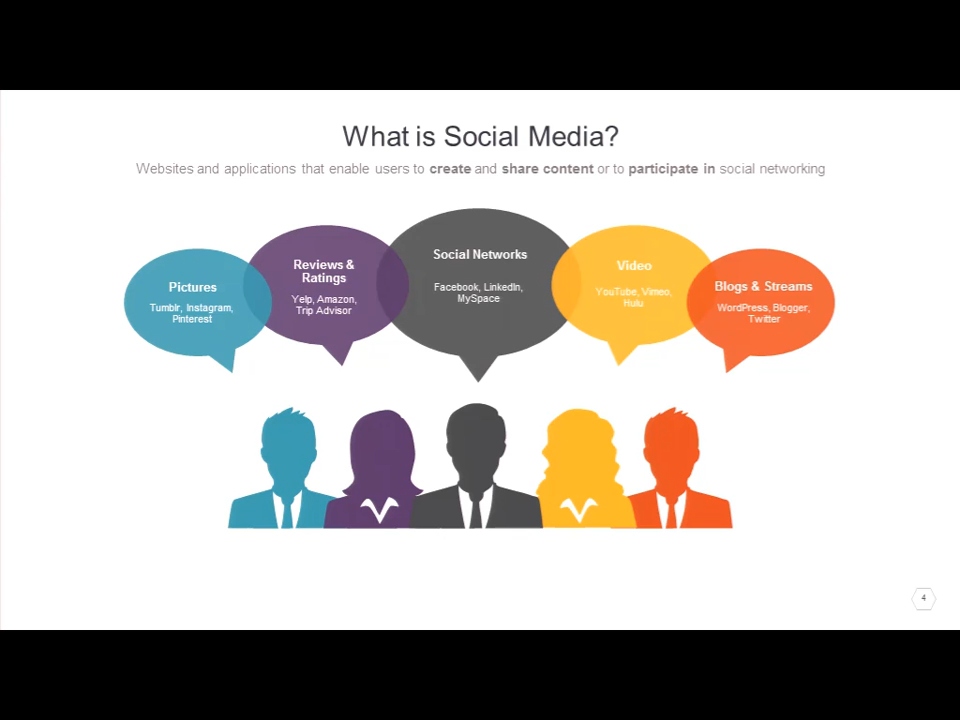 What is Social Media?
Websites and applications that enable users to create and share content or to participate in social networking
Pictures
Tumblr, Instagram,
Pinterest
Reviews &
Ratings
Yelp, Amazon,
Trip Advisor
Social Networks
Facebook, LinkedIn,
MySpace
Video
YouTube, Vimeo,
Hulu
Blogs & Streams
WordPress, Blogger,
Twitter
4